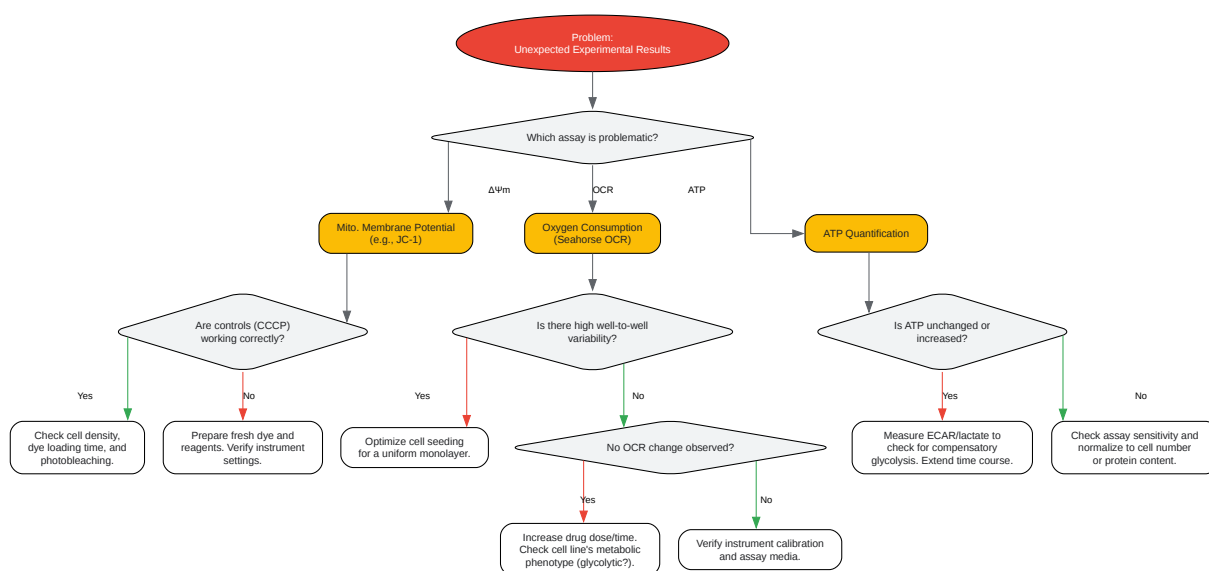 Problem:
Unexpected Experimental Results
Which assay is problematic?
ΔΨm
OCR
ATP
Mito. Membrane Potential
(e.g., JC-1)
Oxygen Consumption
(Seahorse OCR)
ATP Quantification
Are controls (CCCP)
working correctly?
Is there high well-to-well
variability?
Is ATP unchanged or
increased?
Yes
No
Yes
No
Yes
No
Check cell density,
dye loading time, and
photobleaching.
Prepare fresh dye and
reagents. Verify instrument
settings.
Optimize cell seeding
for a uniform monolayer.
No OCR change observed?
Measure ECAR/lactate to
check for compensatory
glycolysis. Extend time course.
Check assay sensitivity and
normalize to cell number
or protein content.
Yes
No
Increase drug dose/time.
Check cell line's metabolic
phenotype (glycolytic?).
Verify instrument calibration
and assay media.